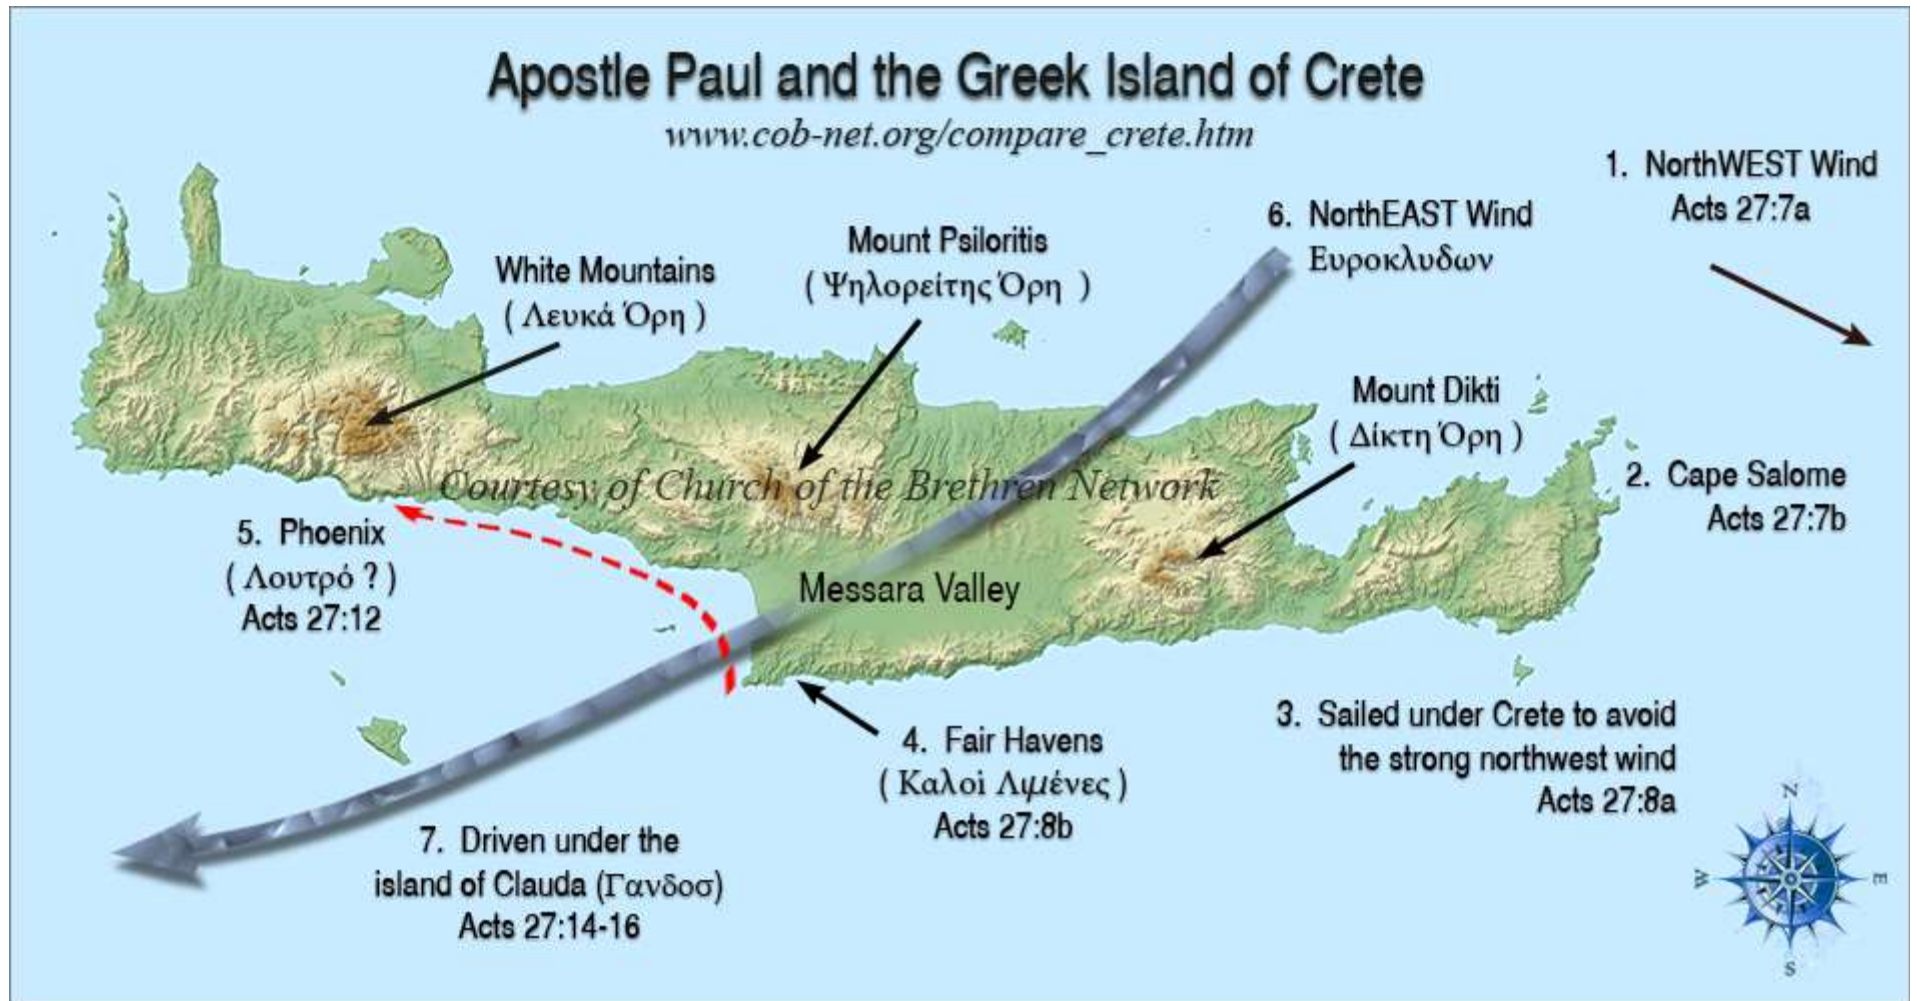 Apostle Paul and the Greek Island of Crete
www.cob-net.org/compare_crete.htm
1. NorthWEST Wind
Acts 27:7a
6. NorthEAST Wind
Ευροκλυδων
Mount Psiloritis
( Ψηλορείτης Όρη )
White Mountains
( Λευκά Όρη )
Mount Dikti
( Δίκτη Όρη )
2. Cape Salome
Acts 27:7b
Courtesy of Church of the Brethren Network
5. Phoenix
( Λουτρό ? )
Acts 27:12
Messara Valley
3. Sailed under Crete to avoid
the strong northwest wind
Acts 27:8a
4. Fair Havens
( Καλοὶ Λιμένες )
Acts 27:8b
7. Driven under the
island of Clauda (Γανδοσ)
Acts 27:14-16
N
W
E
S